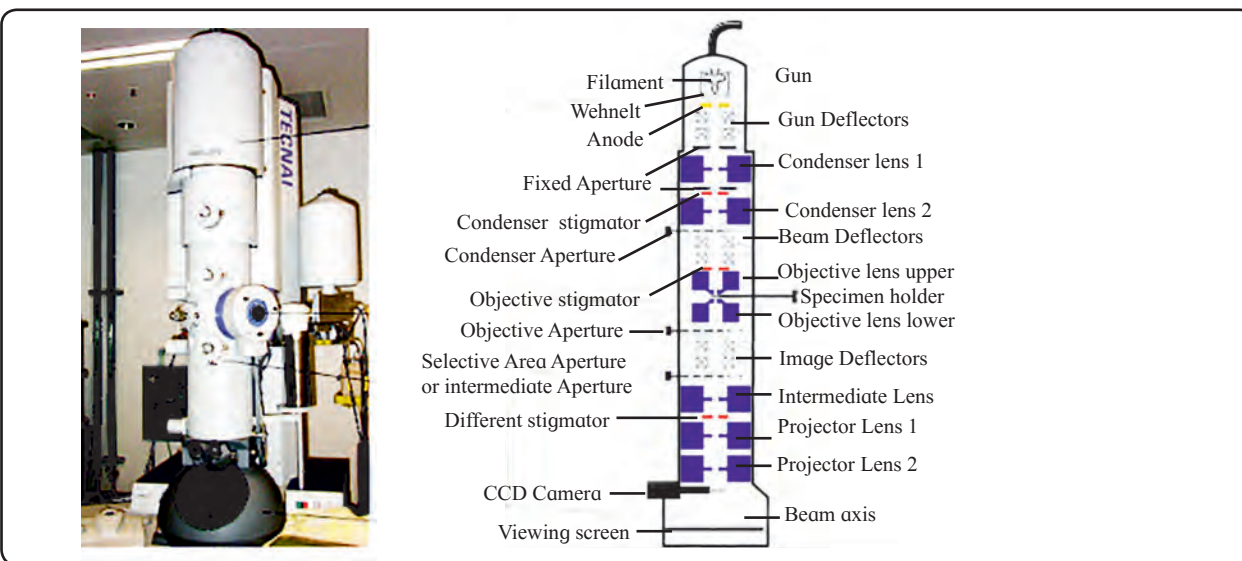 TECNAI
Filament
Wehnelt
Anode
Fixed Aperture
Condenser stigmator
Condenser Aperture
Objective stigmator
Objective Aperture
Selective Area Aperture
or intermediate Aperture
Different stigmator
CCD Camera
Viewing screen
Gun
Gun Deflectors
Condenser lens 1
Condenser lens 2
Beam Deflectors
Objective lens upper
Specimen holder
Objective lens lower
Image Deflectors
Intermediate Lens
Projector Lens 1
Projector Lens 2
Beam axis